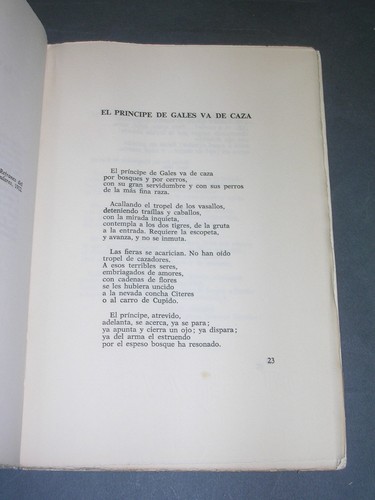 EL PRINCIPE DE GALES VA DE CAZA
El príncipe de Gales va de caza
por bosques y por cerros,
con su gran servidumbre y con sus perros
de la más fina raza.
Acallando el tropel de los vasallos,
deteniendo traíllas y caballos,
con la mirada inquieta,
contempla a los dos tigres, de la gruta
a la entrada. Requiere la escopeta,
y avanza, y no se inmuta.
Las fieras se acarician. No han oído
tropel de cazadores.
A esos terribles seres,
embriagados de amores,
con cadenas de flores
se les hubiera uncido
a la nevada concha Citeres
o al carro de Cupido.
El príncipe, atrevido,
adelanta, se acerca, ya se para;
ya apunta y cierra un ojo; ya dispara;
ya del arma el estruendo
por el espeso bosque ha resonado.
23